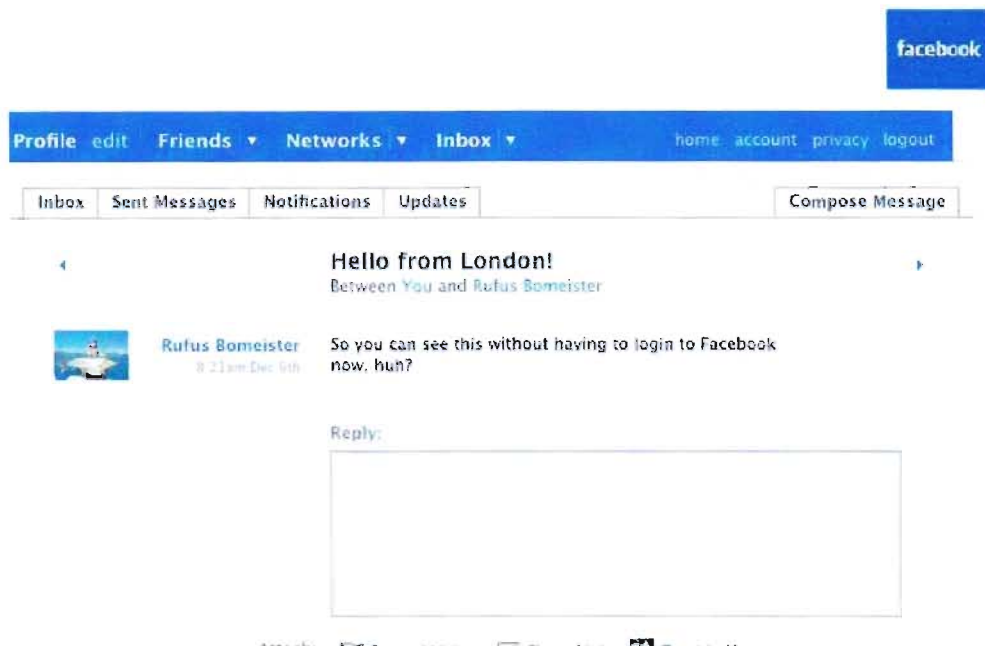 facebook
Profile edit Friends Networks Inbox home account privacy logout
Inbox Sent Messages Notifications Updates Compose Message
Hello from London!
Between You and Rufus Bomeister
Rufus Bomeister So you can see this without having to login to Facebook
8:21am Dec 6th now, huh?
Reply: